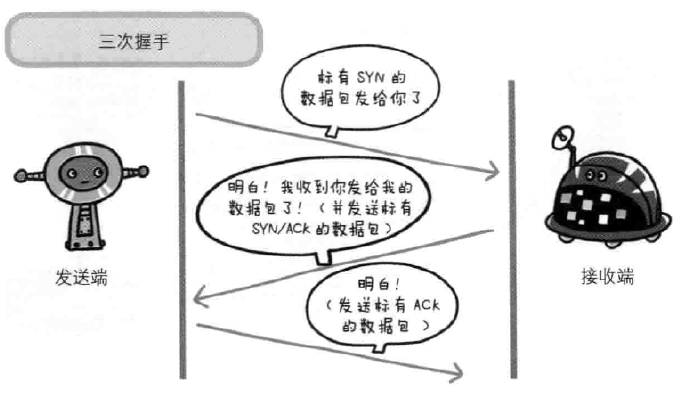 三次握手
标有 SYN 的
数据包发给你了
明白！我收到你发给我的
数据包了！（并发送标有
SYN/ACK 的数据包）
发送端
接收端
明白！
（发送标有 ACK
的数据包）